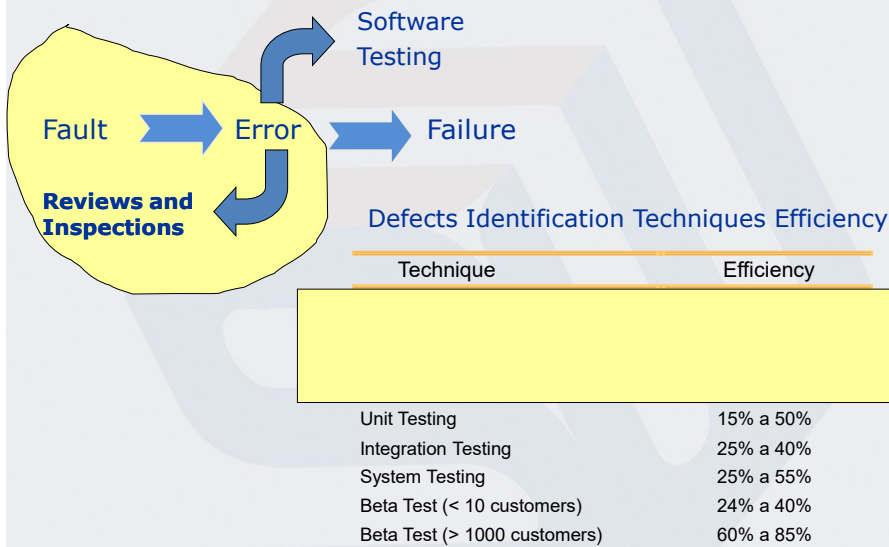 Software
Testing
Fault
Error
Failure
Reviews and
Inspections
Defects Identification Techniques Efficiency
Technique Efficiency
Unit Testing 15% a 50%
Integration Testing 25% a 40%
System Testing 25% a 55%
Beta Test (< 10 customers) 24% a 40%
Beta Test (> 1000 customers) 60% a 85%